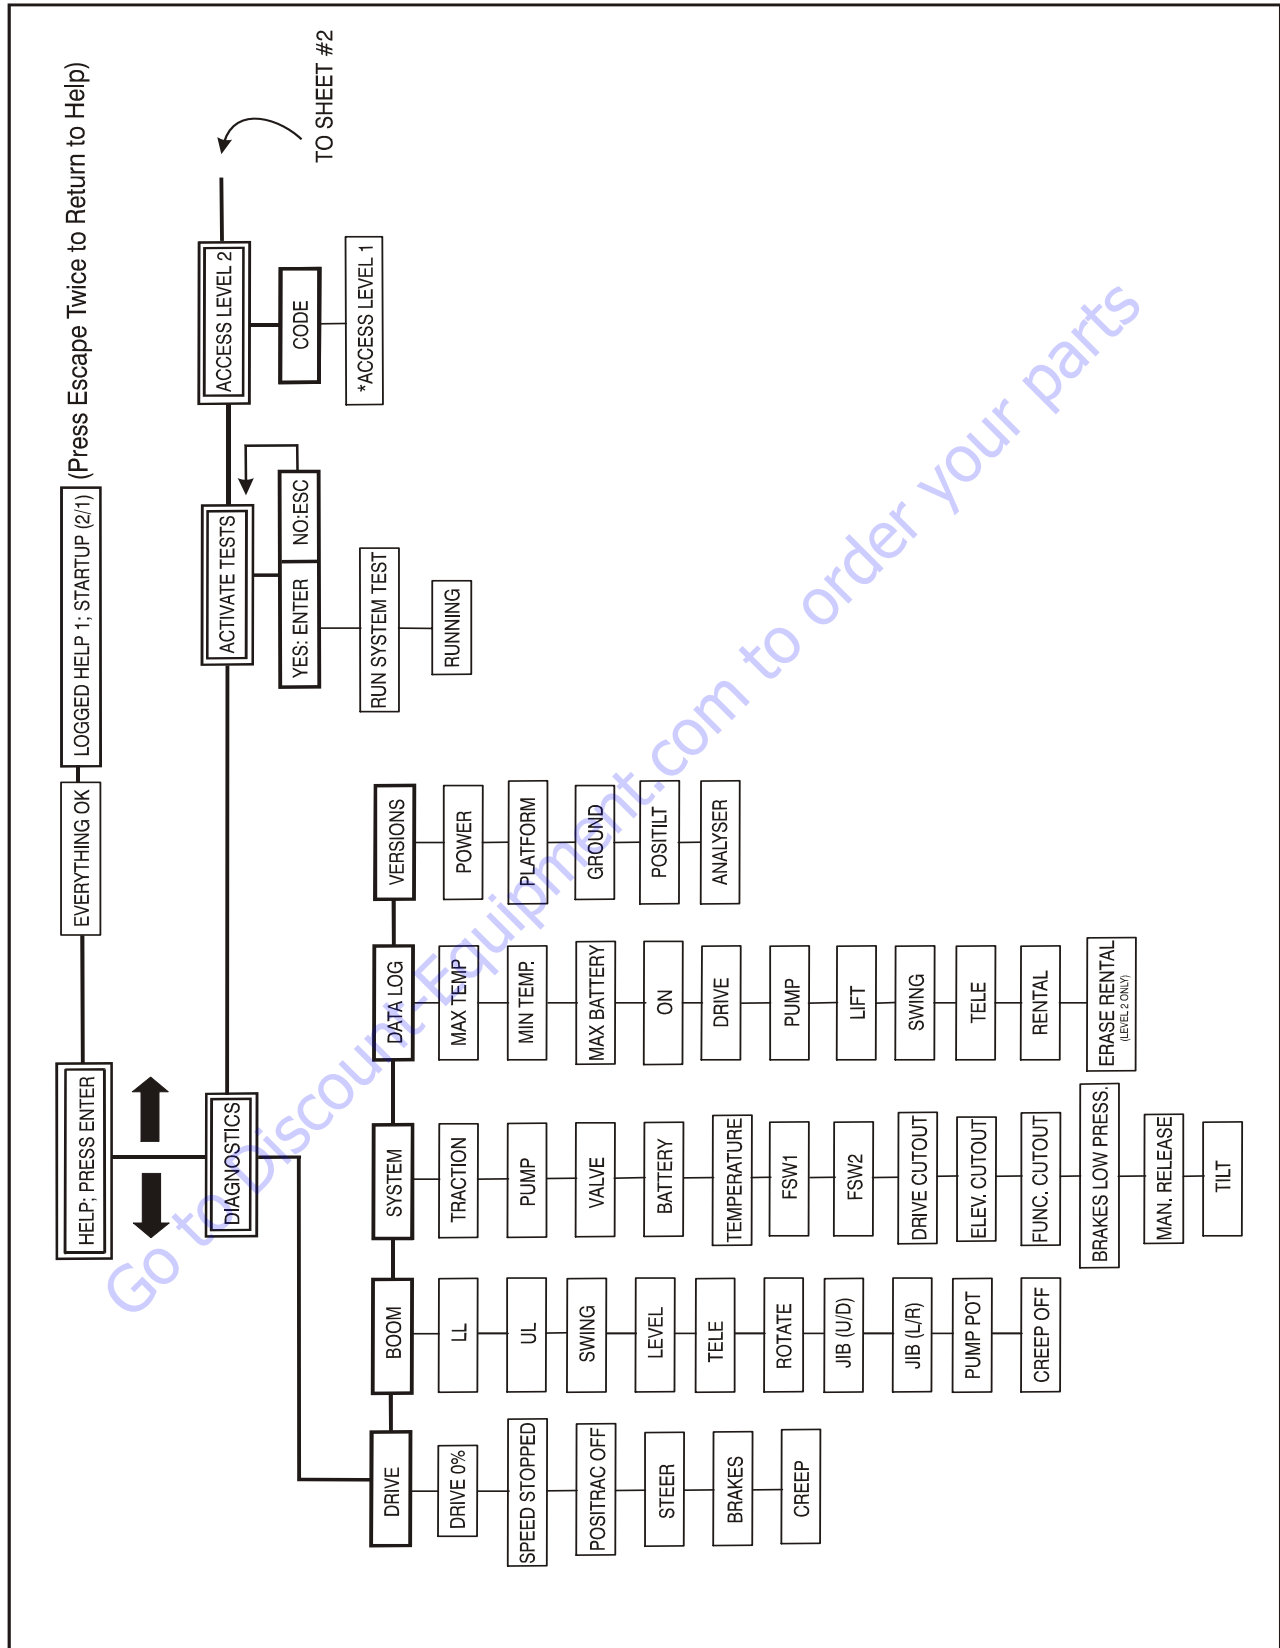 HELP; PRESS ENTER
EVERYTHING OK
LOGGED HELP 1; STARTUP (2/1)
(Press Escape Twice to Return to Help)
DIAGNOSTICS
ACTIVATE TESTS
ACCESS LEVEL 2
TO SHEET #2
YES: ENTER
NO:ESC
RUN SYSTEM TEST
RUNNING
CODE
*ACCESS LEVEL 1
DRIVE
DRIVE 0%
SPEED STOPPED
POSITRAC OFF
STEER
BRAKES
CREEP
BOOM
LL
UL
SWING
LEVEL
TELE
ROTATE
JIB (U/D)
JIB (L/R)
PUMP POT
CREEP OFF
SYSTEM
TRACTION
PUMP
VALVE
BATTERY
TEMPERATURE
FSW1
FSW2
DRIVE CUTOUT
ELEV. CUTOUT
FUNC. CUTOUT
BRAKES LOW PRESS.
MAN. RELEASE
TILT
DATA LOG
MAX TEMP
MIN TEMP.
MAX BATTERY
ON
DRIVE
PUMP
LIFT
SWING
TELE
RENTAL
ERASE RENTAL
(LEVEL 2 ONLY)
VERSIONS
POWER
PLATFORM
GROUND
POSITILT
ANALYSER
Go to Discount-Equipment.com to order your parts